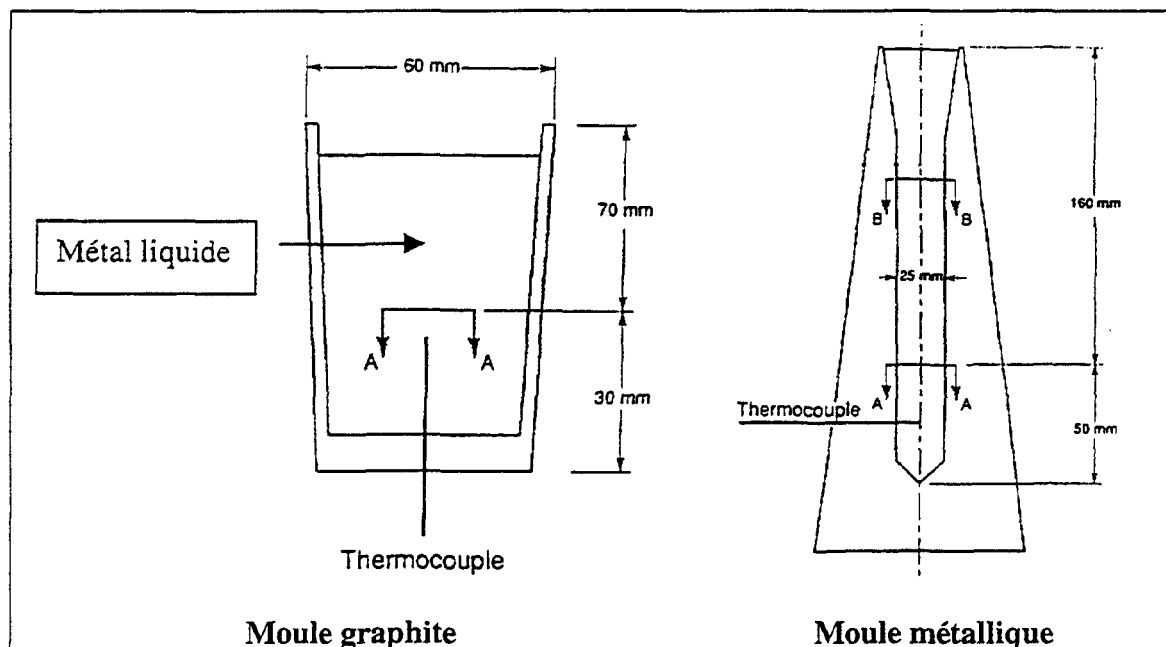 60 mm
Métal liquide
70 mm
A A
30 mm
Thermocouple
Moule graphite
B B
160 mm
25 mm
A A
Thermocouple
50 mm
Moule métallique